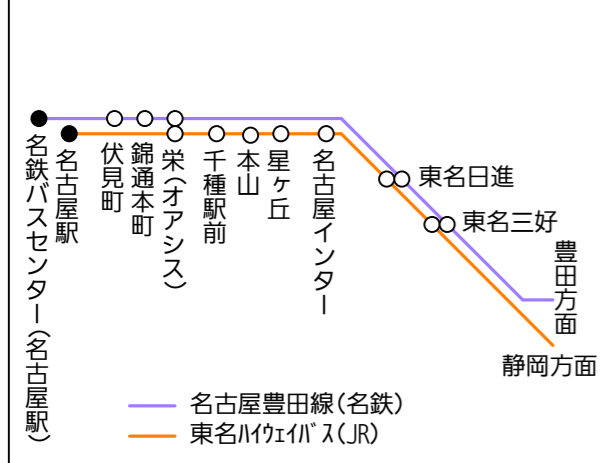 名鉄バスセンター(名古屋駅)
名古屋駅
伏見町
錦通本町
栄(オアシス)
千種駅前
本山
星ヶ丘
名古屋インター
東名日進
東名三好
豊田方面
静岡方面
名古屋豊田線(名鉄)
東名ﾊｲｳｪｲﾊﾞｽ(JR)